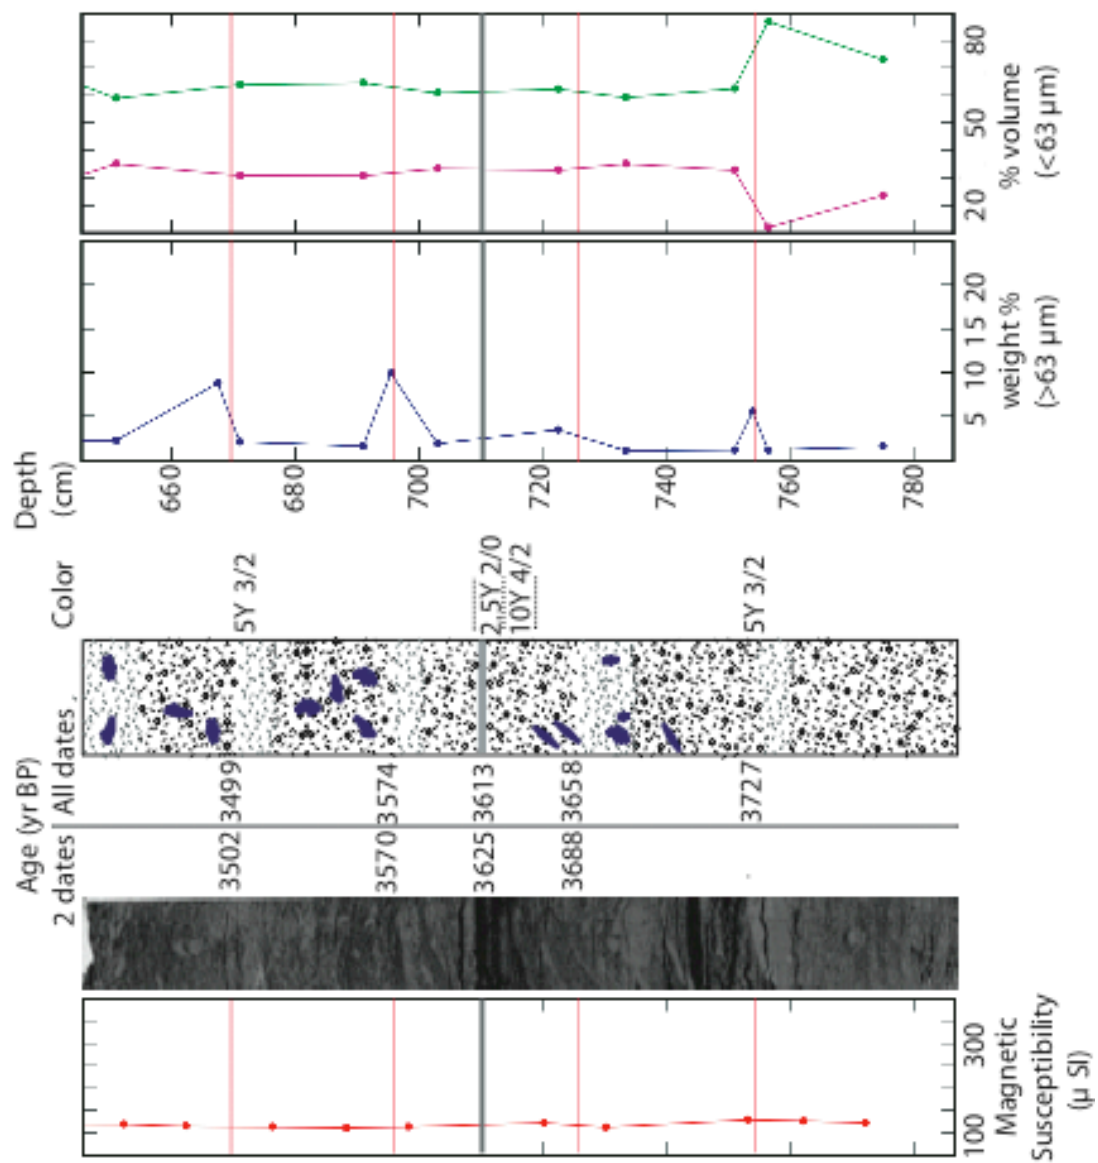 80
50
20
% volume
(<63 µm)
20
15
10
5
weight %
(>63 µm)
Depth
(cm)
660
680
700
720
740
760
780
Color
5Y 3/2
2.5Y 2/0
10Y 4/2
5Y 3/2
Age (yr BP)
2 dates
All dates
3499
3574
3613
3658
3727
3502
3570
3625
3688
300
100
Magnetic
Susceptibility
(µ SI)